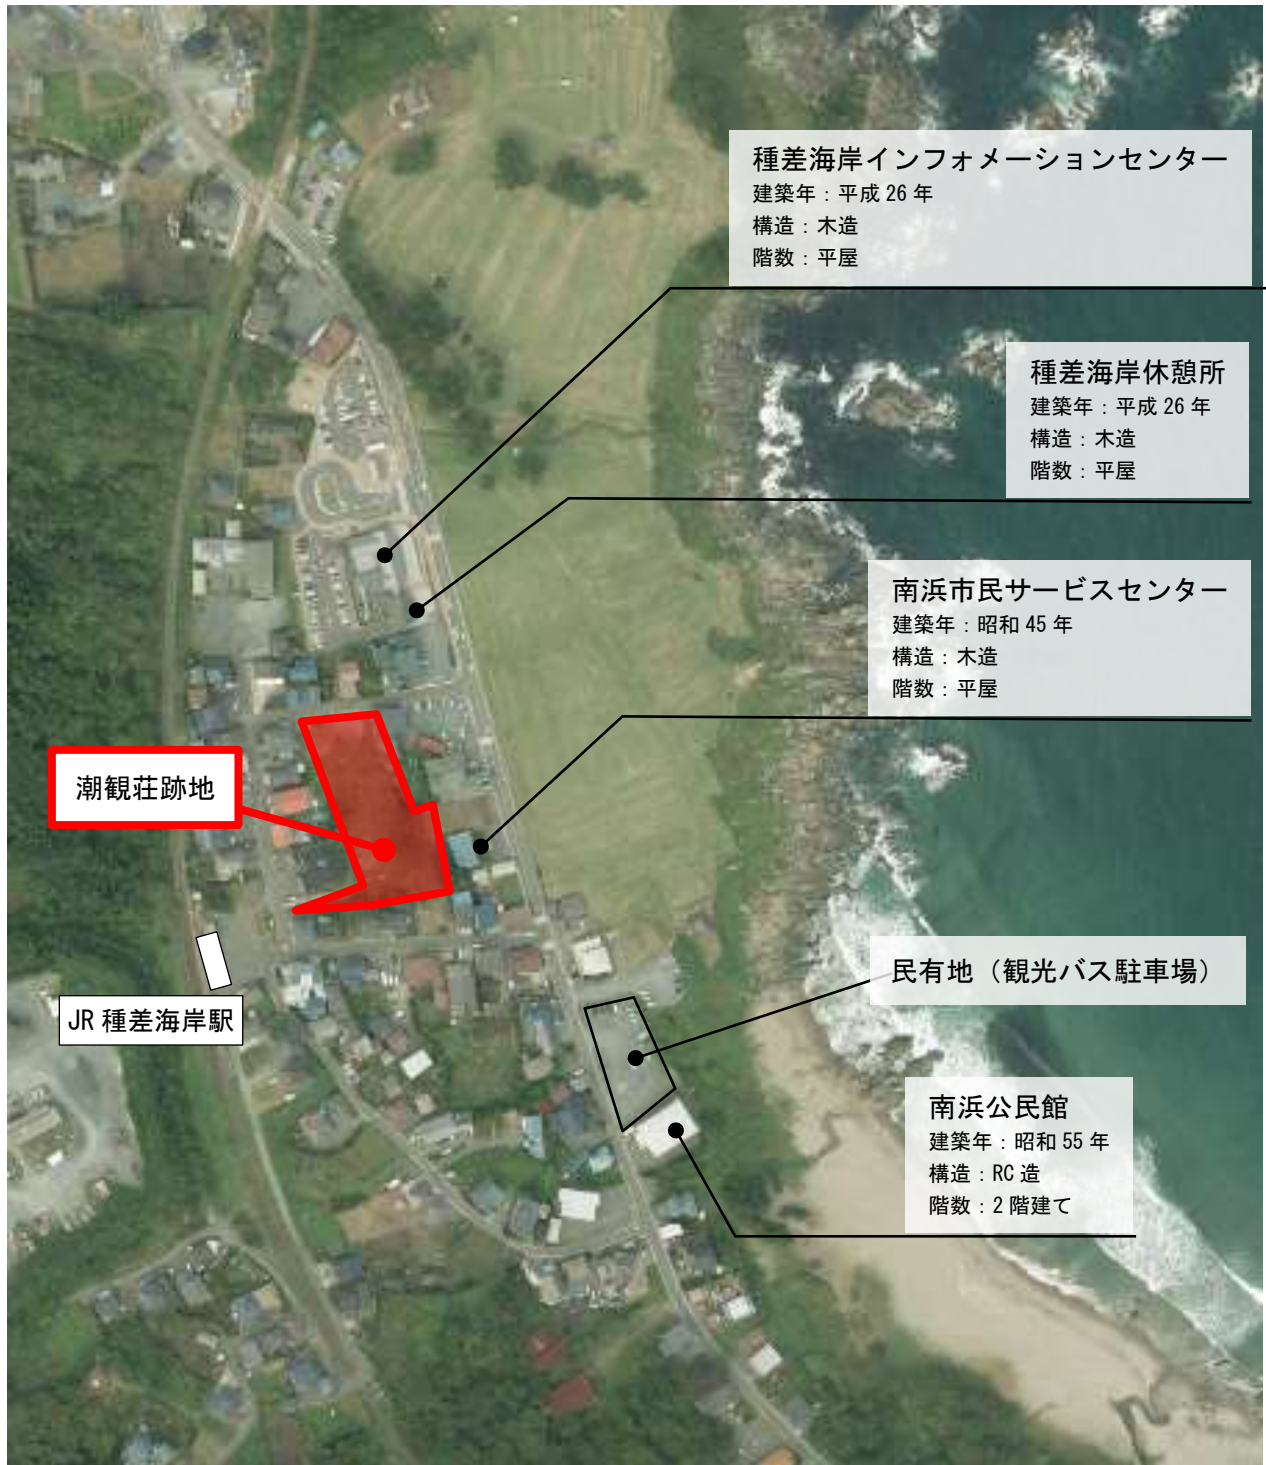 種差海岸インフォメーションセンター
建築年：平成 26 年
構造：木造
階数：平屋
種差海岸休憩所
建築年：平成 26 年
構造：木造
階数：平屋
南浜市民サービスセンター
建築年：昭和 45 年
構造：木造
階数：平屋
潮観荘跡地
民有地（観光バス駐車場）
JR 種差海岸駅
南浜公民館
建築年：昭和 55 年
構造：RC 造
階数：2 階建て